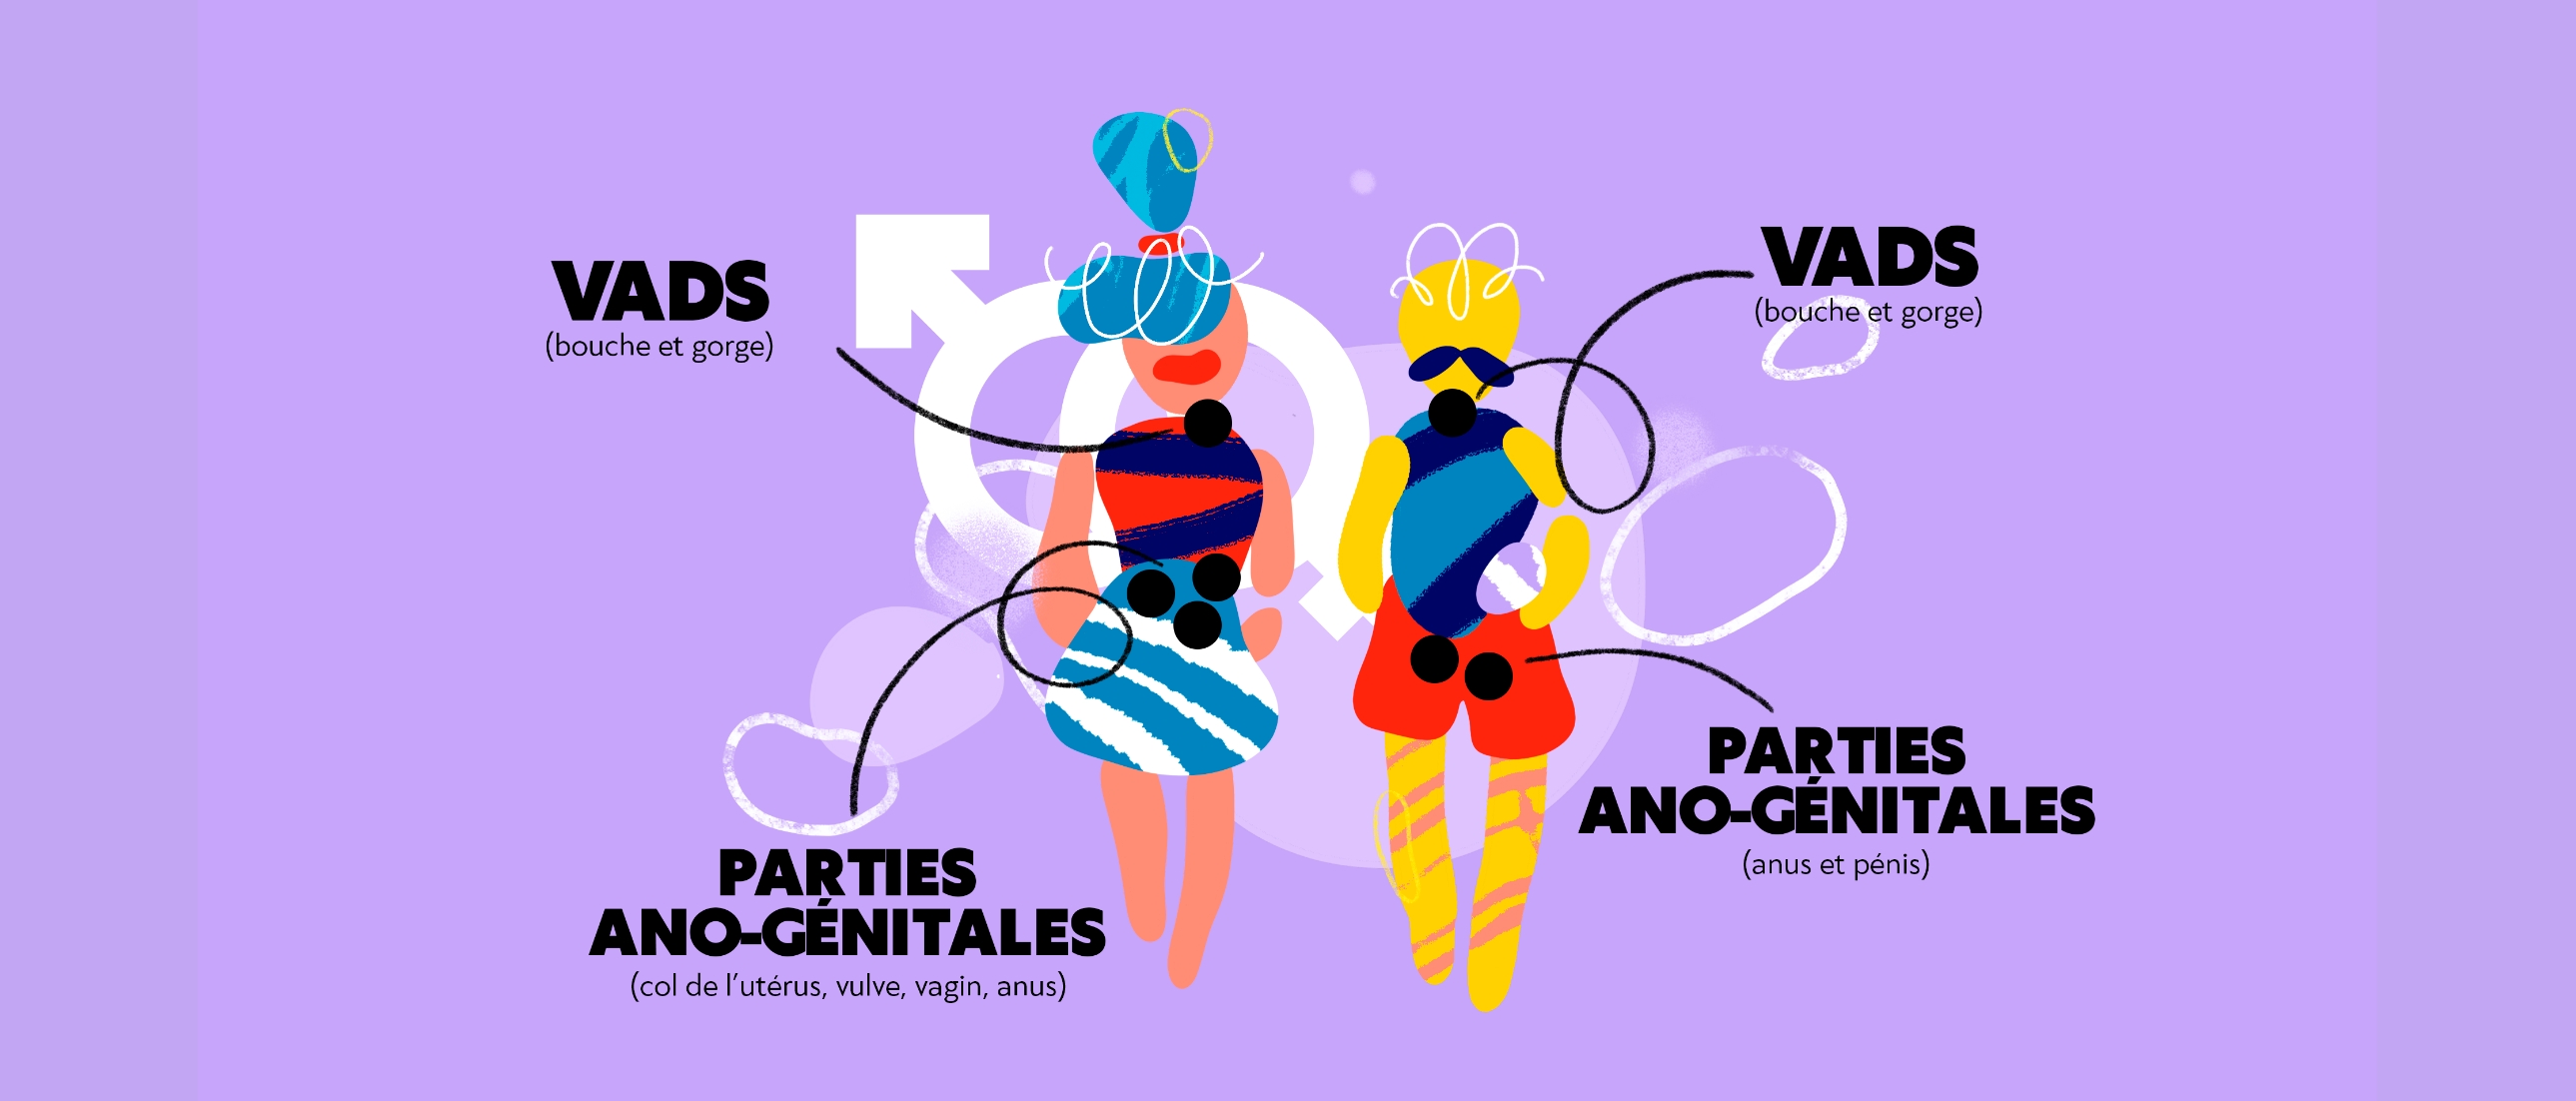 VADS
(bouche et gorge)
VADS
(bouche et gorge)
PARTIES
ANO-GÉNITALES
(anus et pénis)
PARTIES
ANO-GÉNITALES
(col de l'utérus, vulve, vagin, anus)